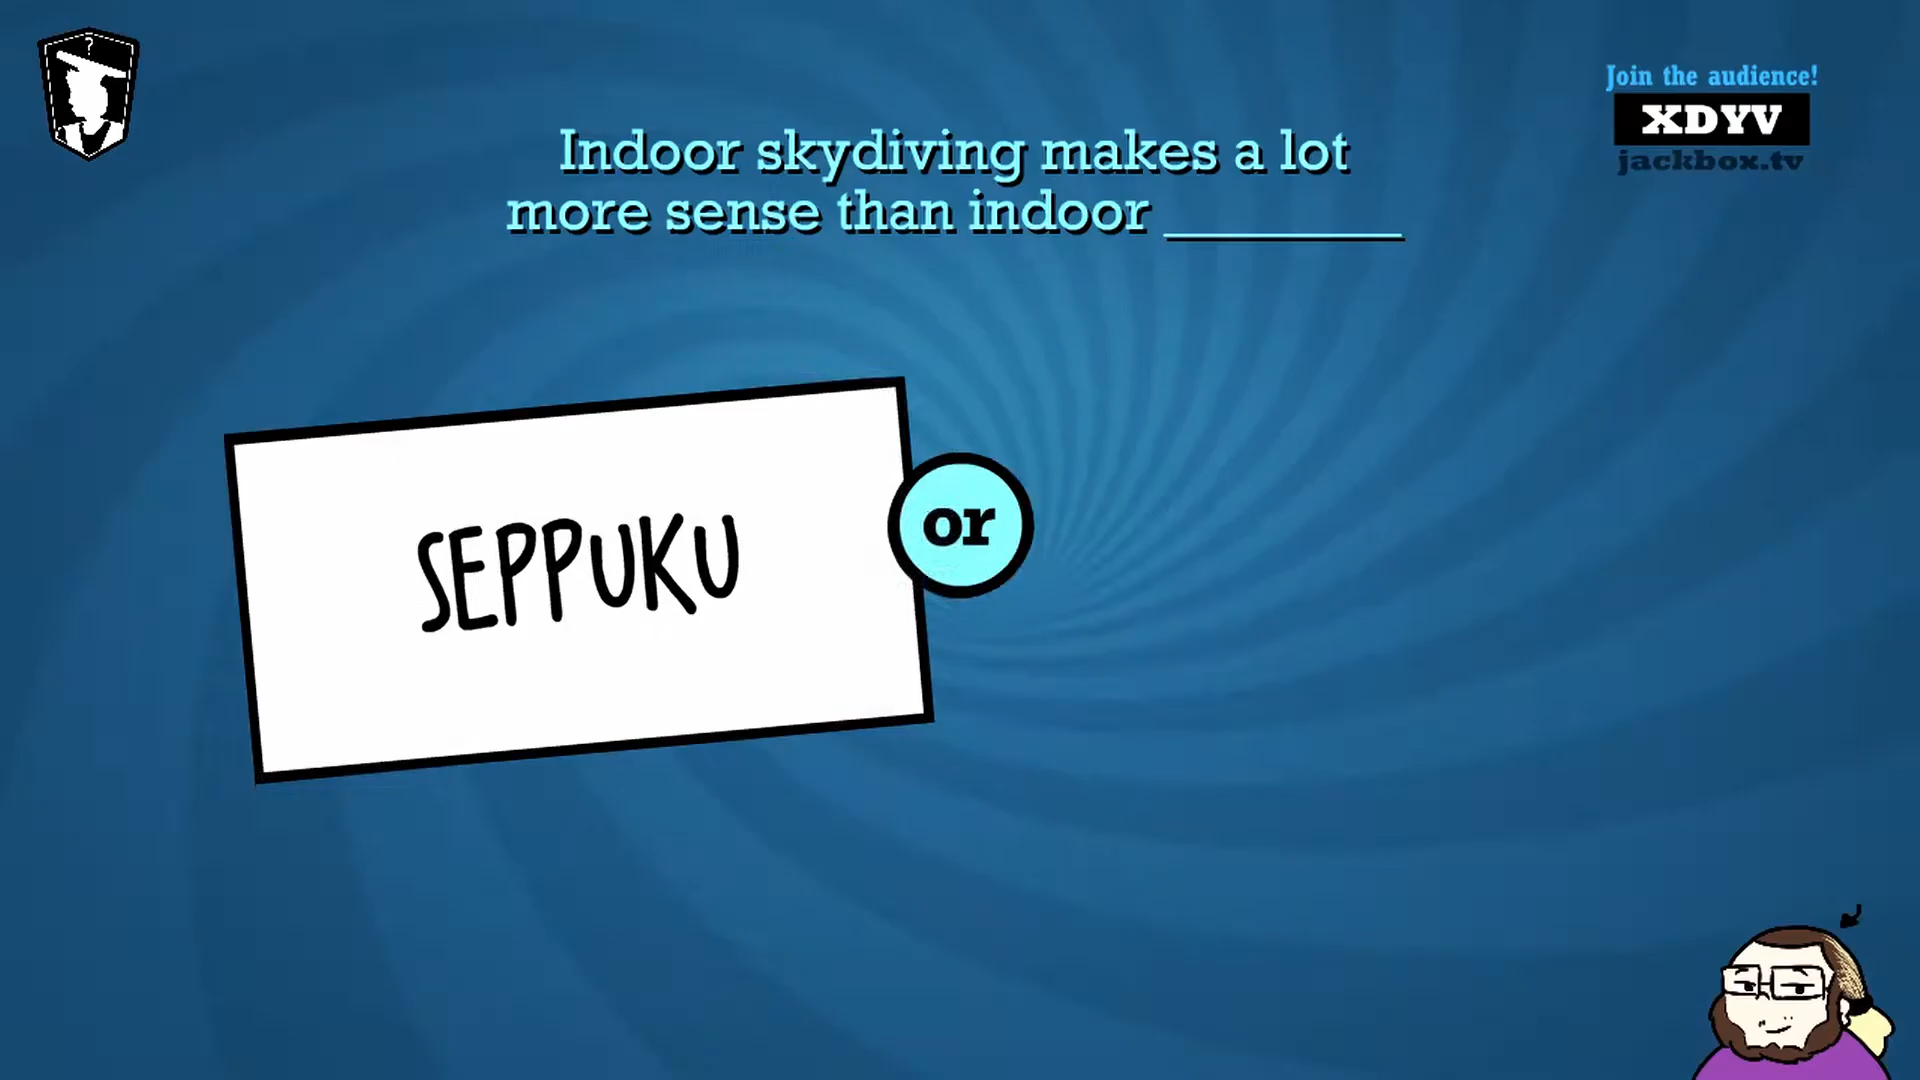 ?
Join the audience!
XDYV
jackbox.tv
Indoor skydiving makes a lot
more sense than indoor ________
SEPPUKU
or